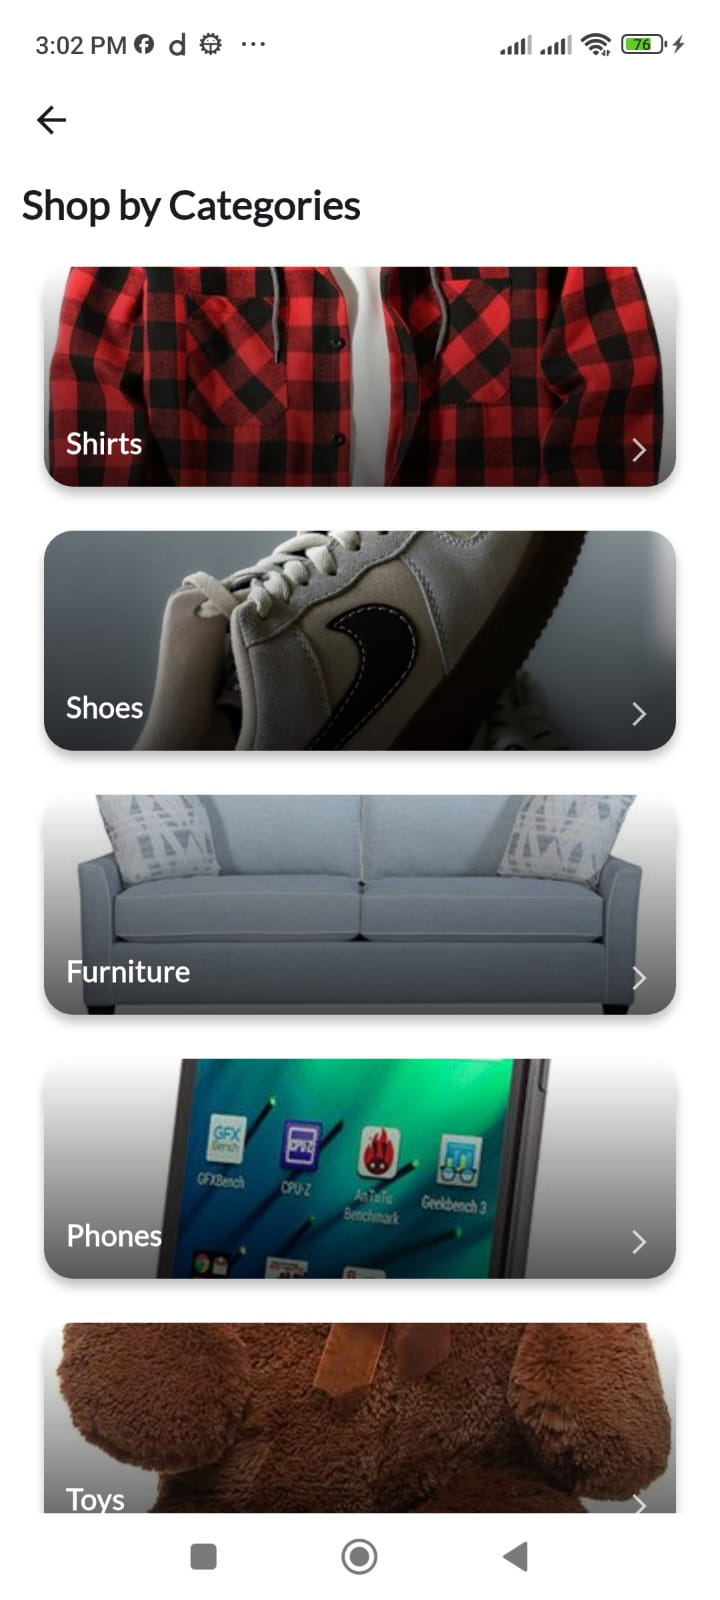 3:02 PM
76
Shop by Categories
Shirts
Shoes
Furniture
GFX
Bench
GFXBench
CPU-Z
CPU-Z
AnTuTu
Benchmark
Geekbench 3
Phones
Toys